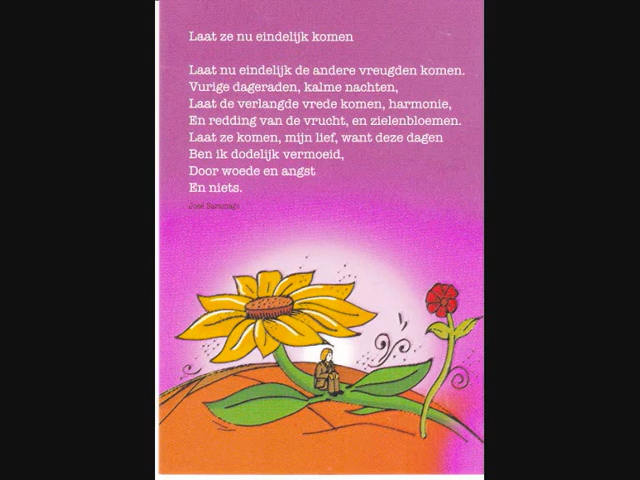 Laat ze nu eindelijk komen
Laat nu eindelijk de andere vreugden komen.
Vurige dageraden, kalme nachten,
Laat de verlangde vrede komen, harmonie,
En redding van de vrucht, en zielenbloemen.
Laat ze komen, mijn lief, want deze dagen
Ben ik dodelijk vermoeid,
Door woede en angst
En niets.
José Saramago